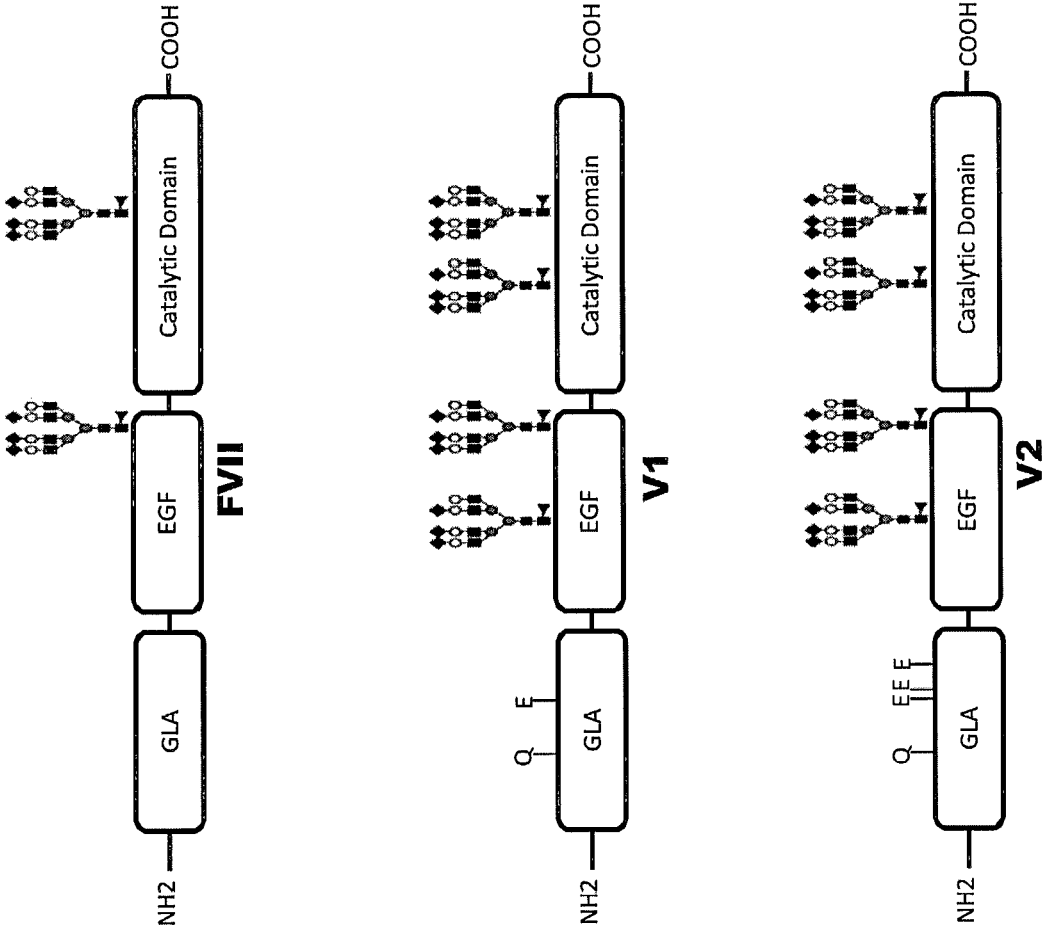 NH2 GLA EGF Catalytic Domain COOH
FVII
Q E
NH2 GLA EGF Catalytic Domain COOH
V1
Q E E E
NH2 GLA EGF Catalytic Domain COOH
V2